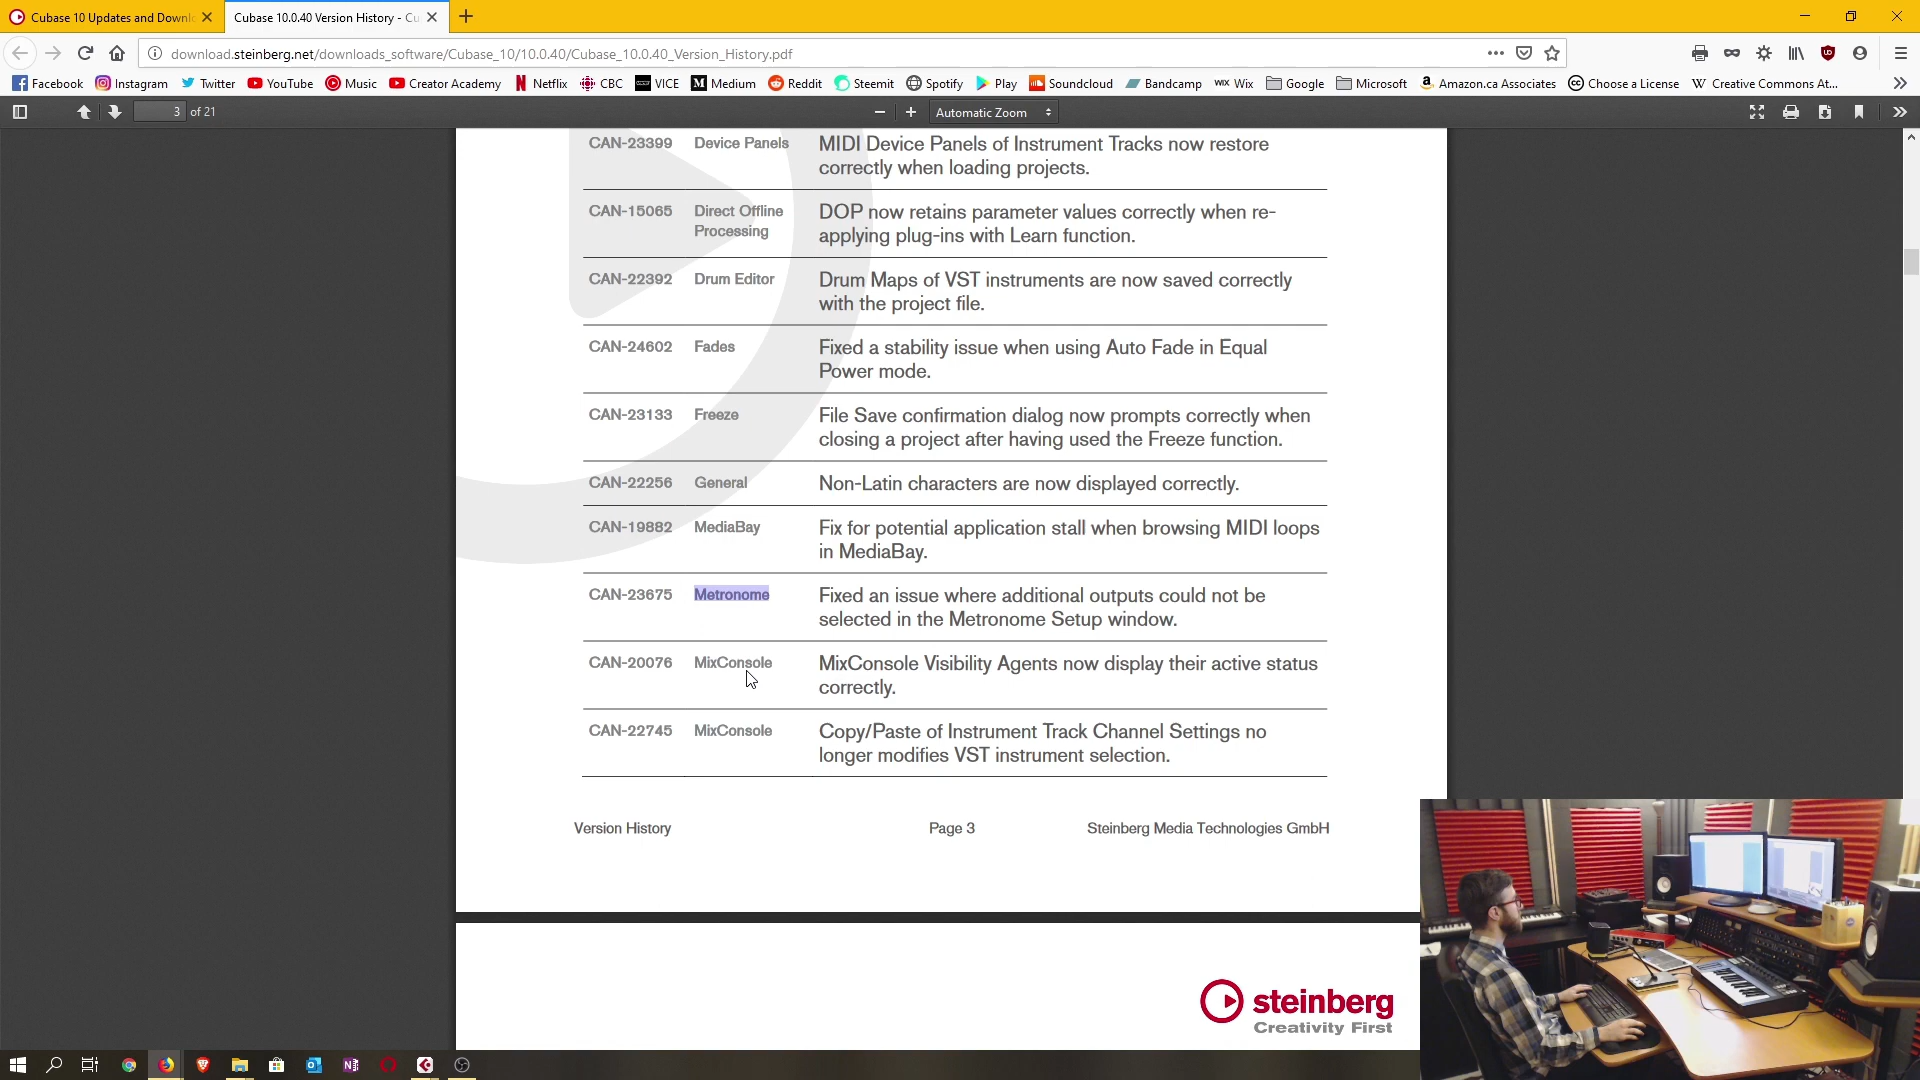 Cubase 10 Updates and Downl
Cubase 10.0.40 Version History - Cu
download.steinberg.net/downloads_software/Cubase_10/10.0.40/Cubase_10.0.40_Version_History.pdf
Facebook Instagram Twitter YouTube Music Creator Academy Netflix CBC VICE Medium Reddit Steemit Spotify Play Soundcloud Bandcamp WIX Wix Google Microsoft Amazon.ca Associates Choose a License Creative Commons At...
3 of 21
Automatic Zoom
CAN-23399 Device Panels MIDI Device Panels of Instrument Tracks now restore
correctly when loading projects.
CAN-15065 Direct Offline DOP now retains parameter values correctly when re-
Processing applying plug-ins with Learn function.
CAN-22392 Drum Editor Drum Maps of VST instruments are now saved correctly
with the project file.
CAN-24602 Fades Fixed a stability issue when using Auto Fade in Equal
Power mode.
CAN-23133 Freeze File Save confirmation dialog now prompts correctly when
closing a project after having used the Freeze function.
CAN-22256 General Non-Latin characters are now displayed correctly.
CAN-19882 MediaBay Fix for potential application stall when browsing MIDI loops
in MediaBay.
CAN-23675 Metronome Fixed an issue where additional outputs could not be
selected in the Metronome Setup window.
CAN-20076 MixConsole MixConsole Visibility Agents now display their active status
correctly.
CAN-22745 MixConsole Copy/Paste of Instrument Track Channel Settings no
longer modifies VST instrument selection.
Version History Page 3 Steinberg Media Technologies GmbH
steinberg
Creativity First